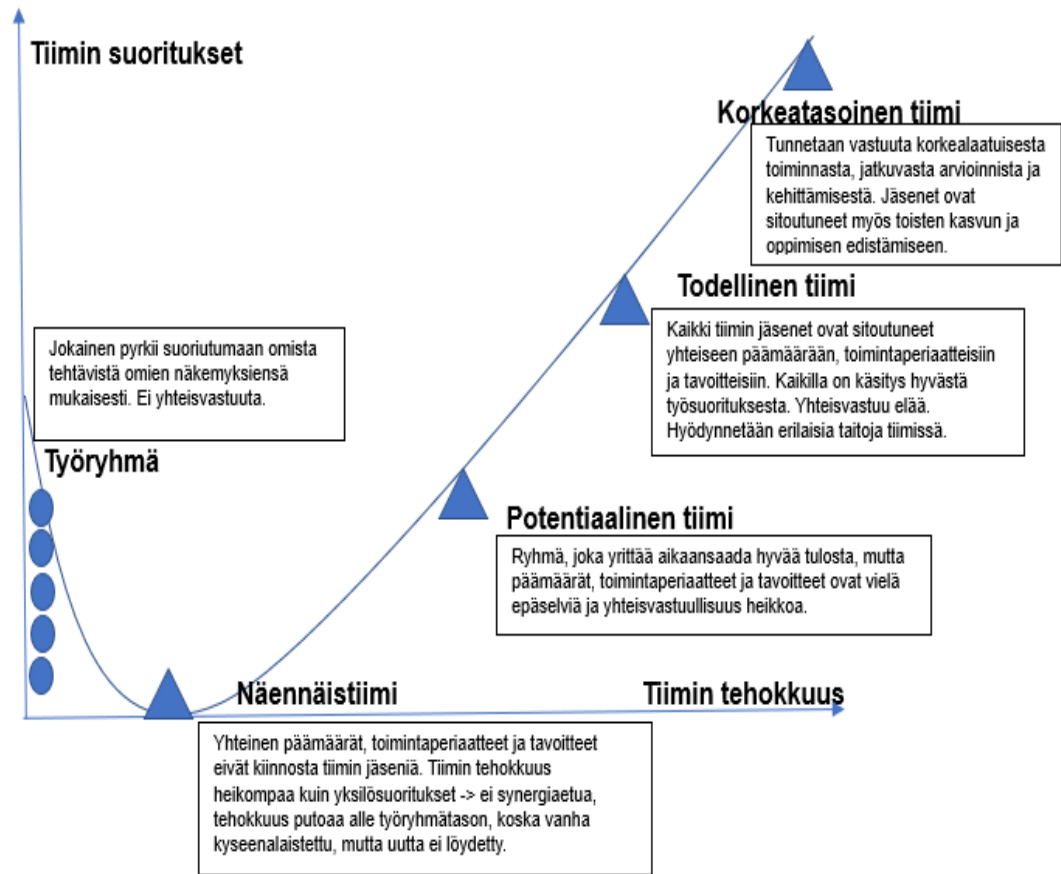 Tiimin suoritukset
Korkeatasoinen tiimi
Tunnetaan vastuuta korkealaatuisesta
toiminnasta, jatkuvasta arvioinnista ja
kehittämisestä. Jäsenet ovat
sitoutuneet myös toisten kasvun ja
oppimisen edistämiseen.
Todellinen tiimi
Kaikki tiimin jäsenet ovat sitoutuneet
yhteiseen päämäärään, toimintaperiaatteisiin
ja tavoitteisiin. Kaikilla on käsitys hyvästä
työsuorituksesta. Yhteisvastuu elää.
Hyödynnetään erilaisia taitoja tiimissä.
Jokainen pyrkii suoriutumaan omista
tehtävistä omien näkemyksiensä
mukaisesti. Ei yhteisvastuuta.
Työryhmä
Potentiaalinen tiimi
Ryhmä, joka yrittää aikaansaada hyvää tulosta, mutta
päämäärät, toimintaperiaatteet ja tavoitteet ovat vielä
epäselviä ja yhteisvastuullisuus heikkoa.
Näennäistiimi
Tiimin tehokkuus
Yhteinen päämäärät, toimintaperiaatteet ja tavoitteet
eivät kiinnosta tiimin jäseniä. Tiimin tehokkuus
heikompaa kuin yksilösuoritukset -> ei synergiaetua,
tehokkuus putoaa alle työryhmätason, koska vanha
kyseenalaistettu, mutta uutta ei löydetty.